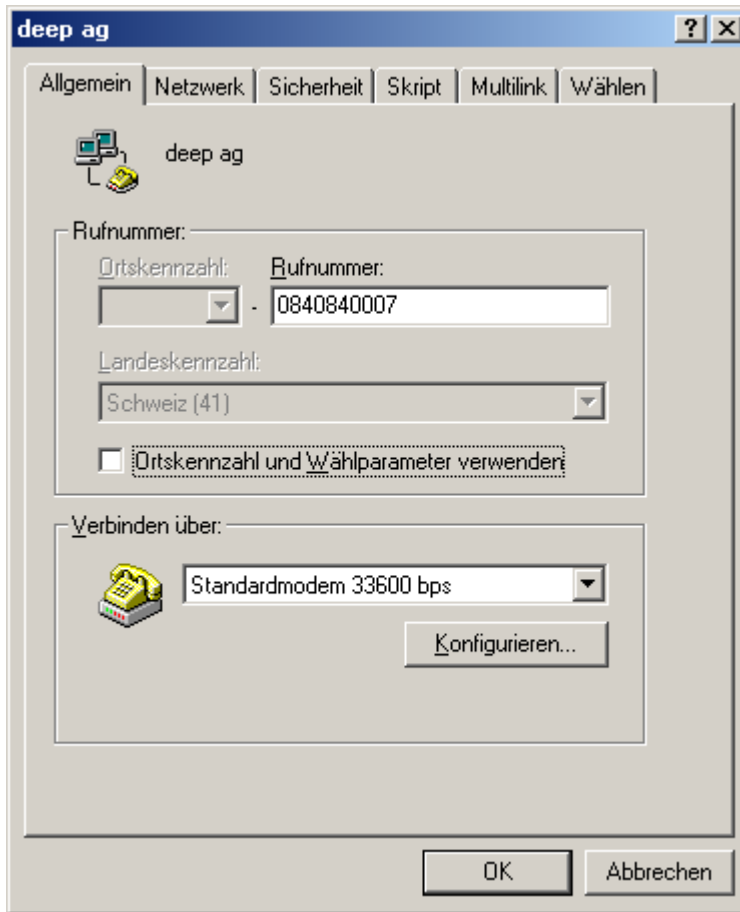 deep ag
Allgemein Netzwerk Sicherheit Skript Multilink Wählen
deep ag
Rufnummer:
Ortskennzahl: Rufnummer:
- 0840840007
Landeskennzahl:
Schweiz (41)
Ortskennzahl und Wählparameter verwenden
Verbinden über:
Standardmodem 33600 bps
Konfigurieren...
OK Abbrechen